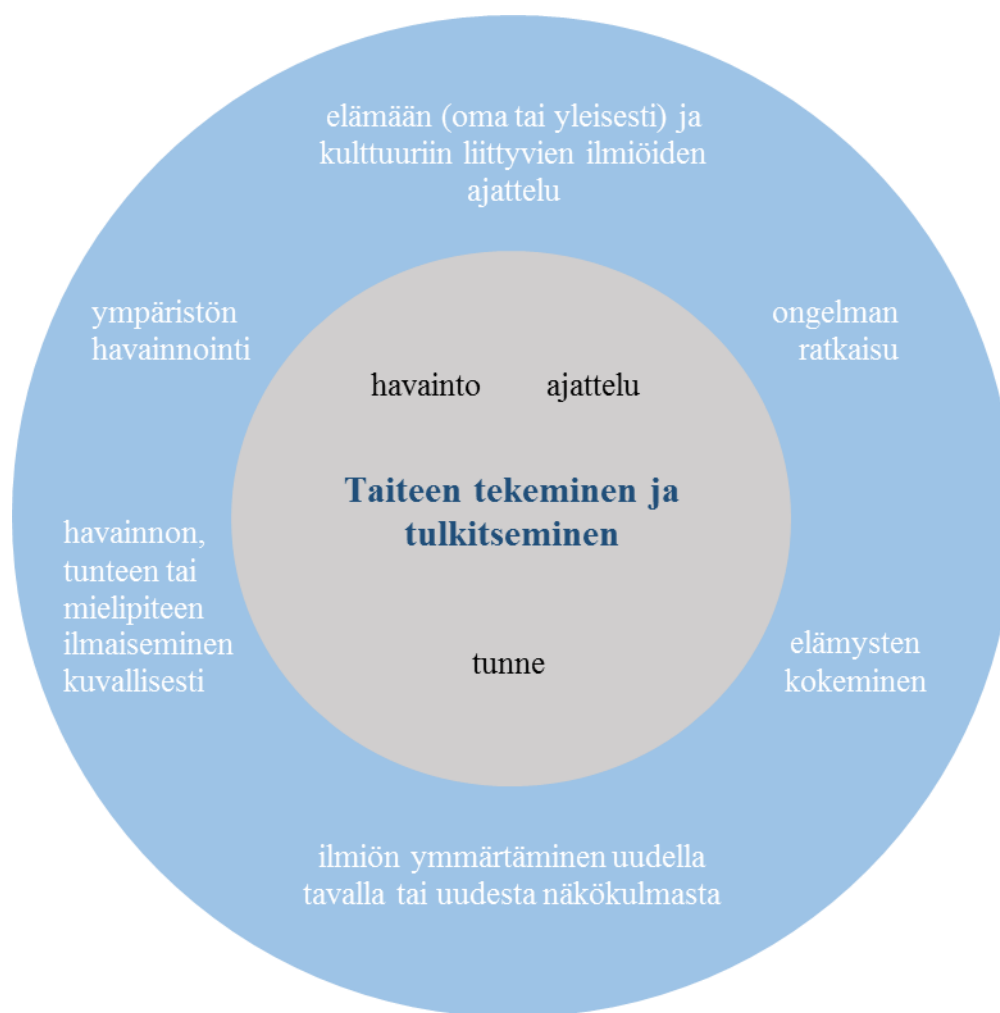 elämään (oma tai yleisesti) ja
kulttuuriin liittyvien ilmiöiden
ajattelu
ympäristön
havainnointi
ongelman
ratkaisu
havainto
ajattelu
Taiteen tekeminen ja
tulkitseminen
havainnon,
tunteen tai
mielipiteen
ilmaiseminen
kuvallisesti
tunne
elämysten
kokeminen
ilmiön ymmärtäminen uudella
tavalla tai uudesta näkökulmasta